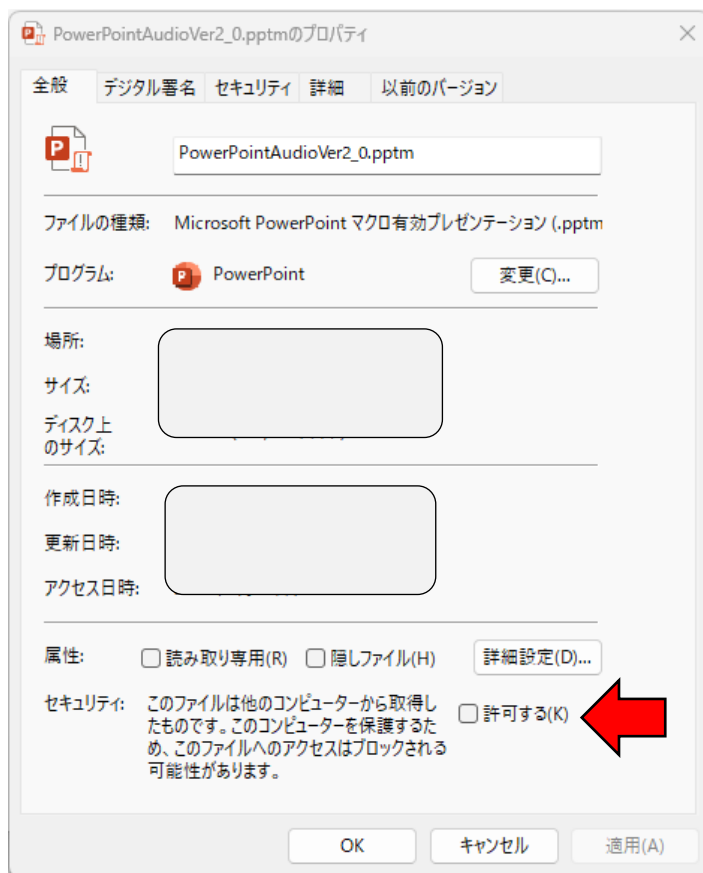 PowerPointAudioVer2_0.pptmのプロパティ
全般 デジタル署名 セキュリティ 詳細 以前のバージョン
PowerPointAudioVer2_0.pptm
ファイルの種類: Microsoft PowerPoint マクロ有効プレゼンテーション (.pptm
プログラム: PowerPoint 変更(C)...
場所:
サイズ:
ディスク上
のサイズ:
作成日時:
更新日時:
アクセス日時:
属性: 読み取り専用(R) 隠しファイル(H) 詳細設定(D)...
セキュリティ: このファイルは他のコンピューターから取得し
たものです。このコンピューターを保護するた
め、このファイルへのアクセスはブロックされる
可能性があります。
許可する(K)
OK キャンセル 適用(A)